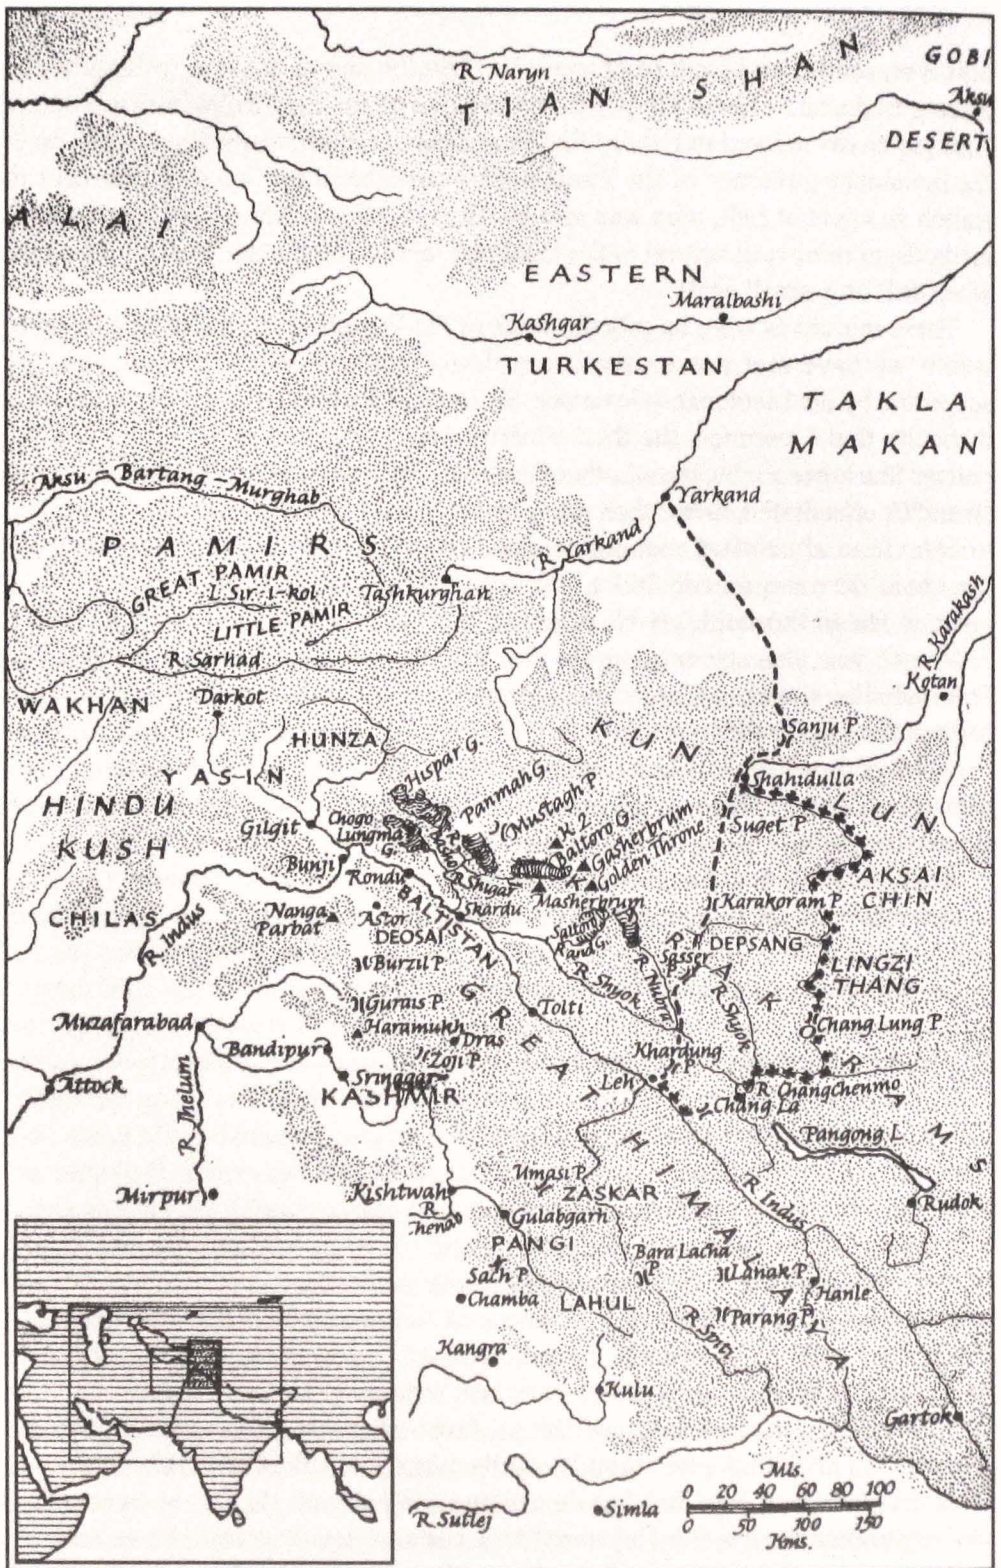 R. Naryn
TIAN SHAN
GOBI
Aksu
DESERT
ALAI
EASTERN
Maralbashi
Kashgar
TURKESTAN
TAKLA
MAKAN
Aksu - Bartang - Murghab
Yarkand
PAMIRS
R. Yarkand
GREAT PAMIR
L. Sir-i-kol
Tashkurghan
LITTLE PAMIR
R. Sarhad
R. Karakash
Kotan
WAKHAN
Darkot
Sanju P
KUN
HUNZA
YASIN
Hispar G.
Panmah G.
Mustagh P
Shahidulla
LUN
HINDU
KUSH
Chogo
Lungma
G.
K.2
Baltoro G.
Gasherbrum
Golden Throne
Suget P
Gilgit
Bunji
Rondu
R. Shigar
Masherbrum
AKSAI
CHIN
Karakoram P
CHILAS
R. Indus
Nanga
Parbat
Astor
DEOSAI
BALTISTAN
Skardu
Saltoro
G.
R. Nubra
Sasser
P.
DEPSANG
Burzil P
LINGZI
THANG
R. Shyok
R. Shyok
Gurais P
Tolti
Muzafarabad
Haramukh
Dras
Chang Lung P
Bandipur
Zoji P
Khardung
P
Attock
Srinagar
KASHMIR
Leh
R. Changchenmo
Chang La
R. Jhelum
GREAT HIMALAYA
Pangong L
Mirpur
Umasi P
ZASKAR
R. Indus
Rudok
Kishtwah
R
Chenab
Gulabgarh
PANGI
Bara Lacha
P.
Lanak P
Hanle
Sach P.
Chamba
LAHUL
Parang P
R. Spiti
Kangra
Kulu
Gartok
R. Sutlej
Simla
Mls.
0 20 40 60 80 100
0 50 100 150
Kms.